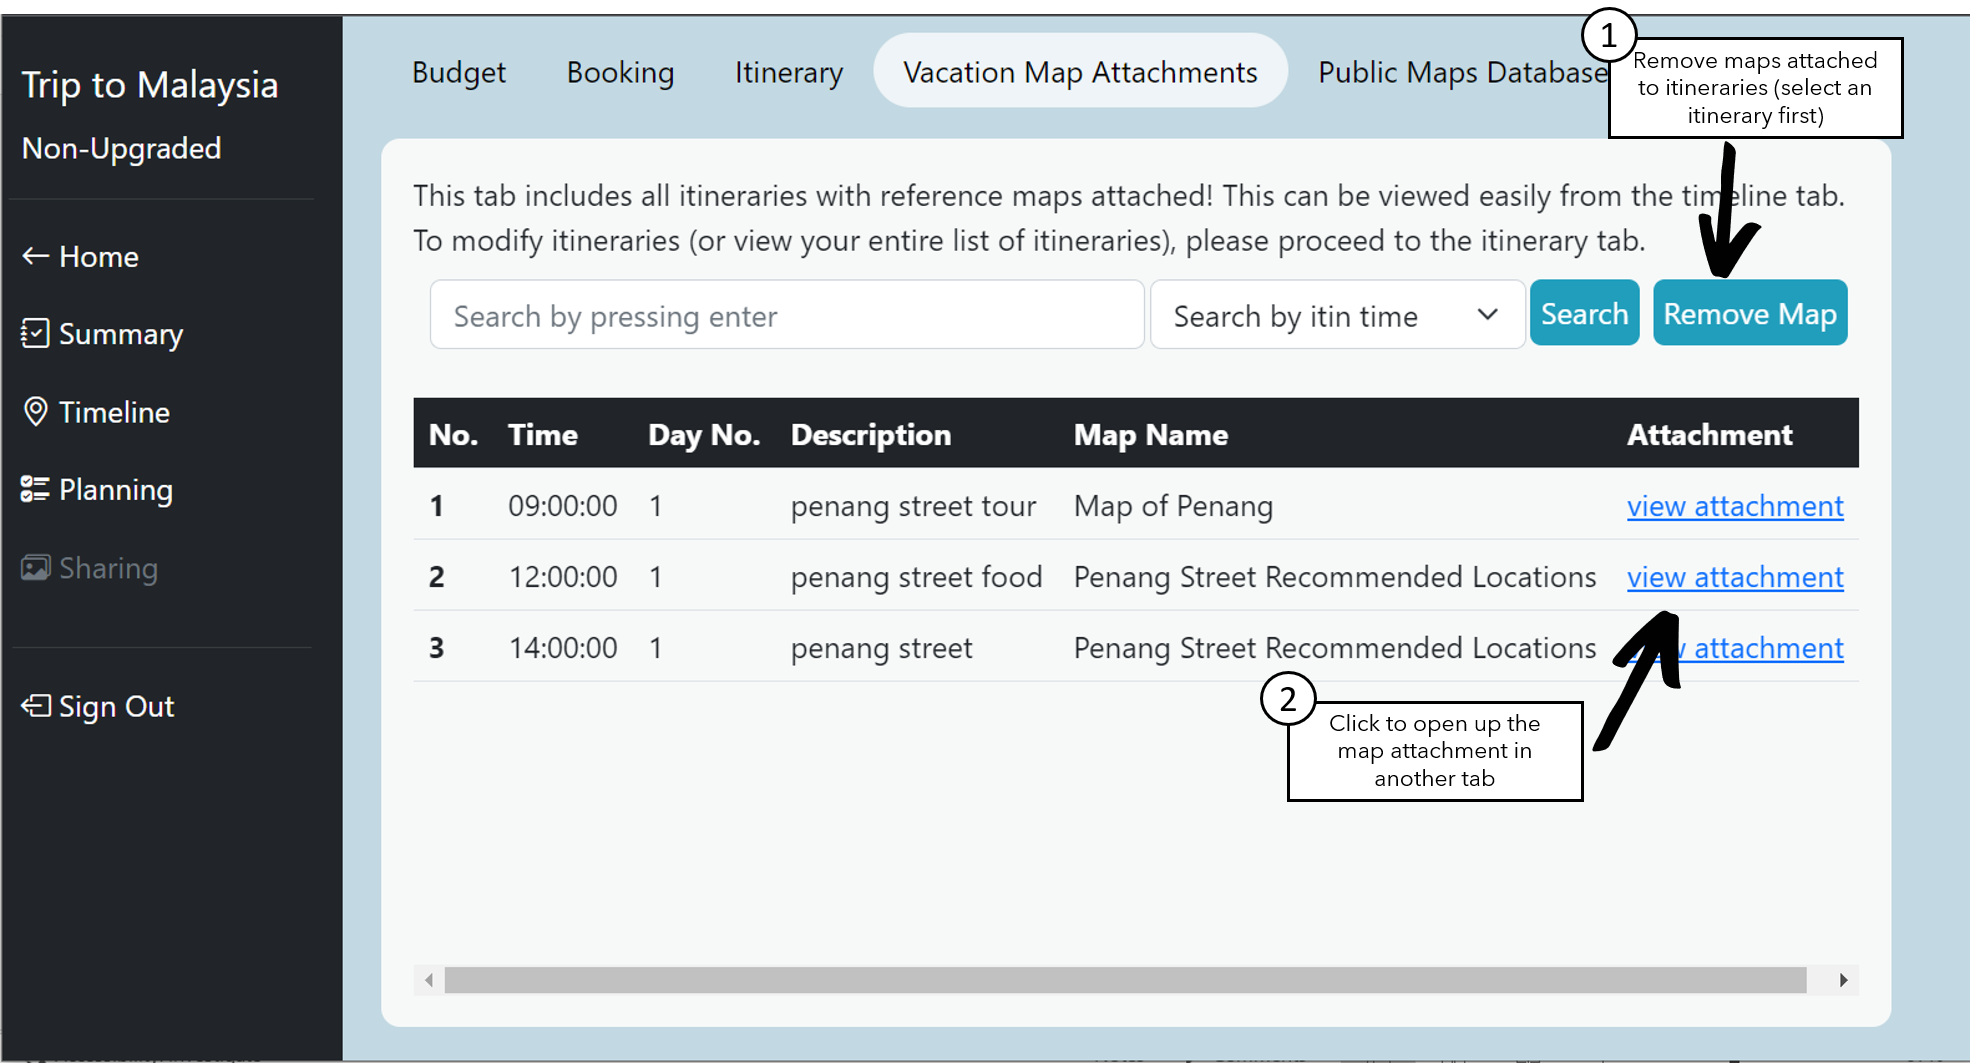 Trip to Malaysia
Non-Upgraded
Home
Summary
Timeline
Planning
Sharing
Sign Out
Budget Booking Itinerary Vacation Map Attachments Public Maps Database
1
Remove maps attached
to itineraries (select an
itinerary first)
This tab includes all itineraries with reference maps attached! This can be viewed easily from the timeline tab.
To modify itineraries (or view your entire list of itineraries), please proceed to the itinerary tab.
Search by pressing enter Search by itin time Search Remove Map
No. Time Day No. Description Map Name Attachment
1 09:00:00 1 penang street tour Map of Penang view attachment
2 12:00:00 1 penang street food Penang Street Recommended Locations view attachment
3 14:00:00 1 penang street Penang Street Recommended Locations view attachment
2
Click to open up the
map attachment in
another tab